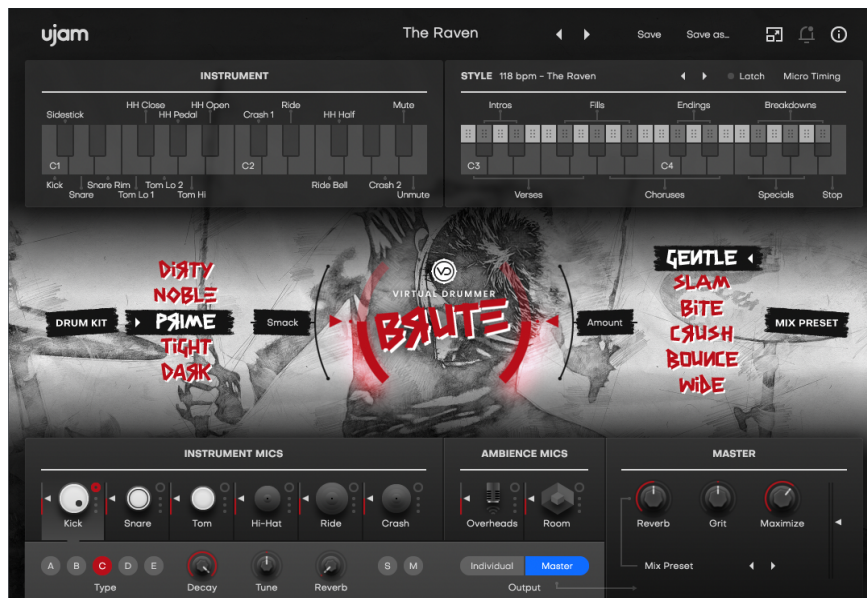 ujam
The Raven
Save Save as...
INSTRUMENT
HH Close HH Open Ride Mute
Sidestick HH Pedal Crash 1 HH Half
C1 C2
Kick Snare Rim Tom Lo 2 Ride Bell Crash 2
Snare Tom Lo 1 Tom Hi Unmute
STYLE 118 bpm - The Raven Latch Micro Timing
Intros Fills Endings Breakdowns
C3 C4
Verses Choruses Specials Stop
DRUM KIT
DIRTY
NOBLE
PRIME
TIGHT
DARK
Smack
VD
VIRTUAL DRUMMER
BRUTE
Amount
GENTLE
SLAM
BITE
CRUSH
BOUNCE
WIDE
MIX PRESET
INSTRUMENT MICS
Kick Snare Tom Hi-Hat Ride Crash
A B C D E
Type Decay Tune Reverb
S M
AMBIENCE MICS
Overheads Room
Individual Master
Output
MASTER
Reverb Grit Maximize
Mix Preset